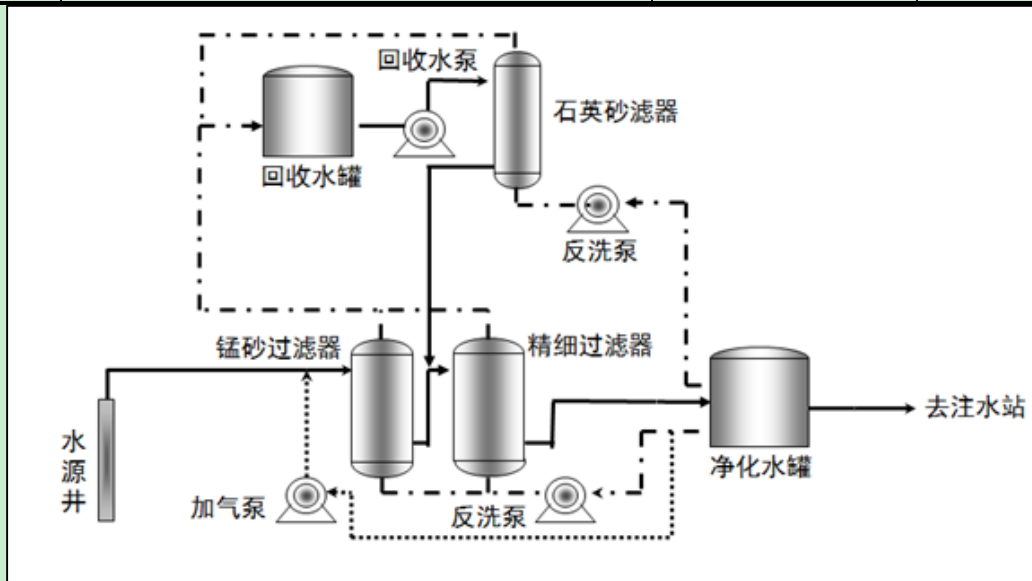 回收水泵
石英砂滤器
回收水罐
反洗泵
锰砂过滤器
精细过滤器
去注水站
水源井
净化水罐
加气泵
反洗泵